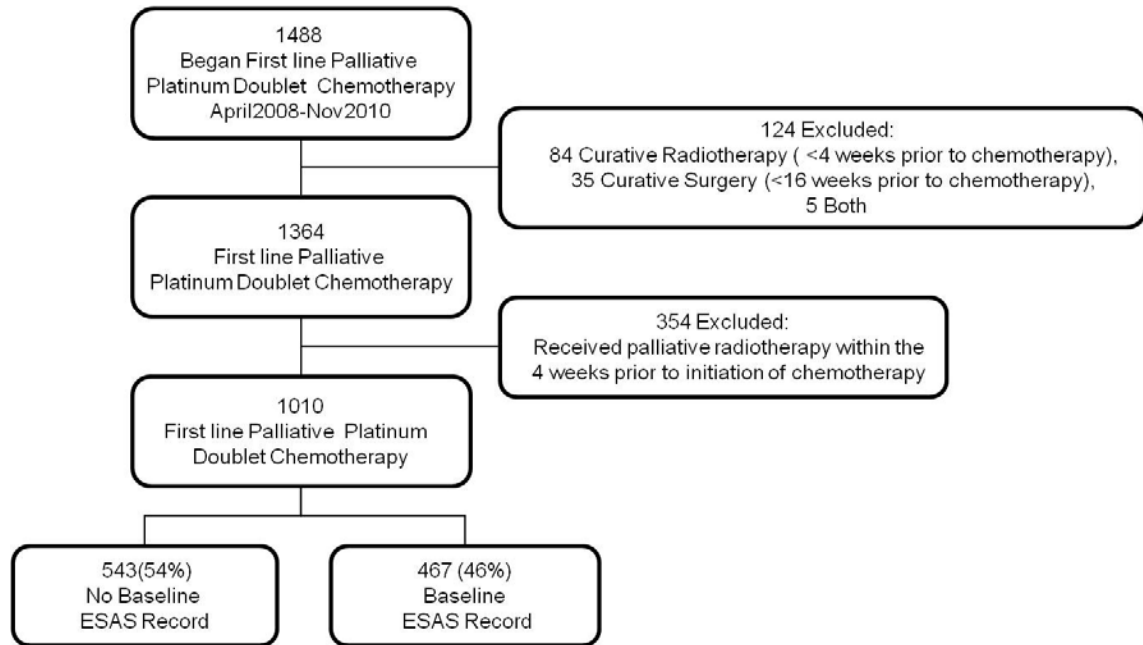 1488
Began First line Palliative
Platinum Doublet Chemotherapy
April2008-Nov2010
124 Excluded:
84 Curative Radiotherapy ( <4 weeks prior to chemotherapy),
35 Curative Surgery (<16 weeks prior to chemotherapy),
5 Both
1364
First line Palliative
Platinum Doublet Chemotherapy
354 Excluded:
Received palliative radiotherapy within the
4 weeks prior to initiation of chemotherapy
1010
First line Palliative Platinum
Doublet Chemotherapy
543(54%)
No Baseline
ESAS Record
467 (46%)
Baseline
ESAS Record